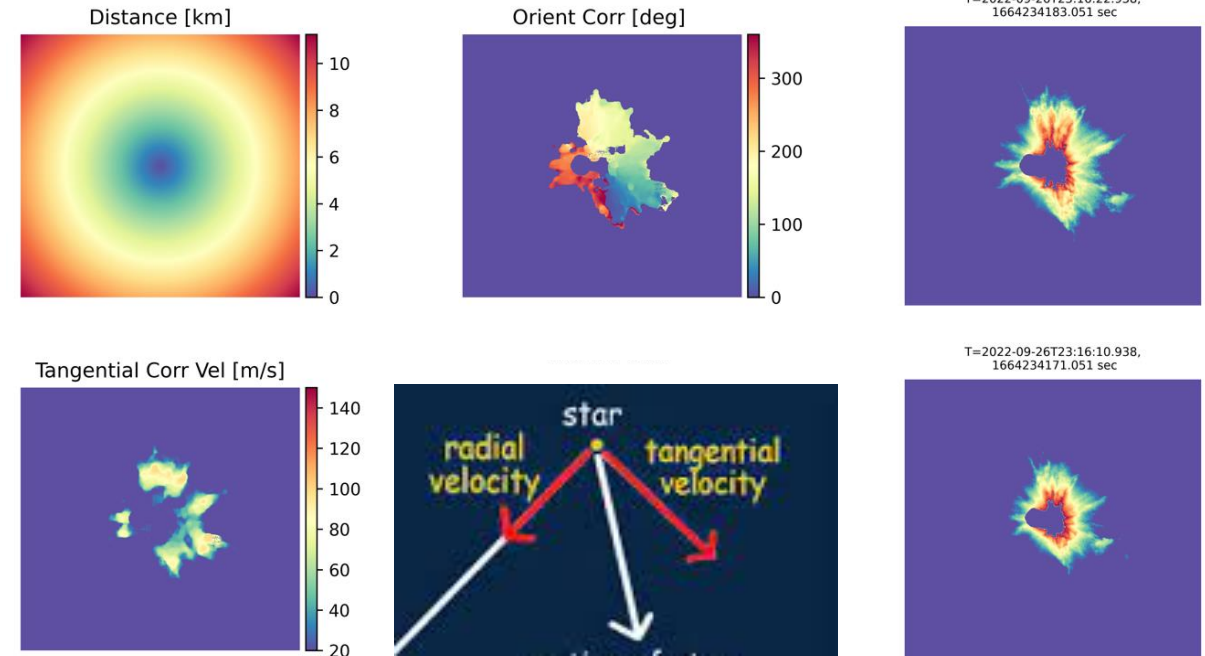 Distance [km]
10
8
6
4
2
0
Orient Corr [deg]
300
200
100
0
1664234183.051 sec
Tangential Corr Vel [m/s]
140
120
100
80
60
40
20
star
radial
velocity
tangential
velocity
T=2022-09-26T23:16:10.938,
1664234171.051 sec